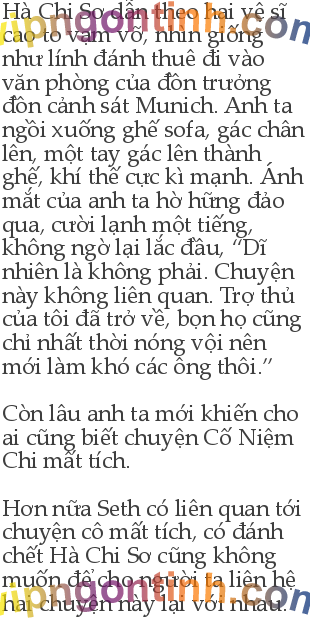 Hà Chi Sơ dẫn theo hai vệ sĩ
cao to vạm vỡ, nhìn giống
như lính đánh thuê đi vào
văn phòng của đồn trưởng
đồn cảnh sát Munich. Anh ta
ngồi xuống ghế sofa, gác chân
lên, một tay gác lên thành
ghế, khí thế cực kì mạnh. Ánh
mắt của anh ta hờ hững đảo
qua, cười lạnh một tiếng,
không ngờ lại lắc đầu, “Dĩ
nhiên là không phải. Chuyện
này không liên quan. Trợ thủ
của tôi đã trở về, bọn họ cũng
chỉ nhất thời nóng vội nên
mới làm khó các ông thôi.”
Còn lâu anh ta mới khiến cho
ai cũng biết chuyện Cố Niệm
Chi mất tích.
Hơn nữa Seth có liên quan tới
chuyện cô mất tích, có đánh
chết Hà Chi Sơ cũng không
muốn để cho người ta liên hệ
hai chuyện này lại với nhau.
vipngontinh.com
vipngontinh.com